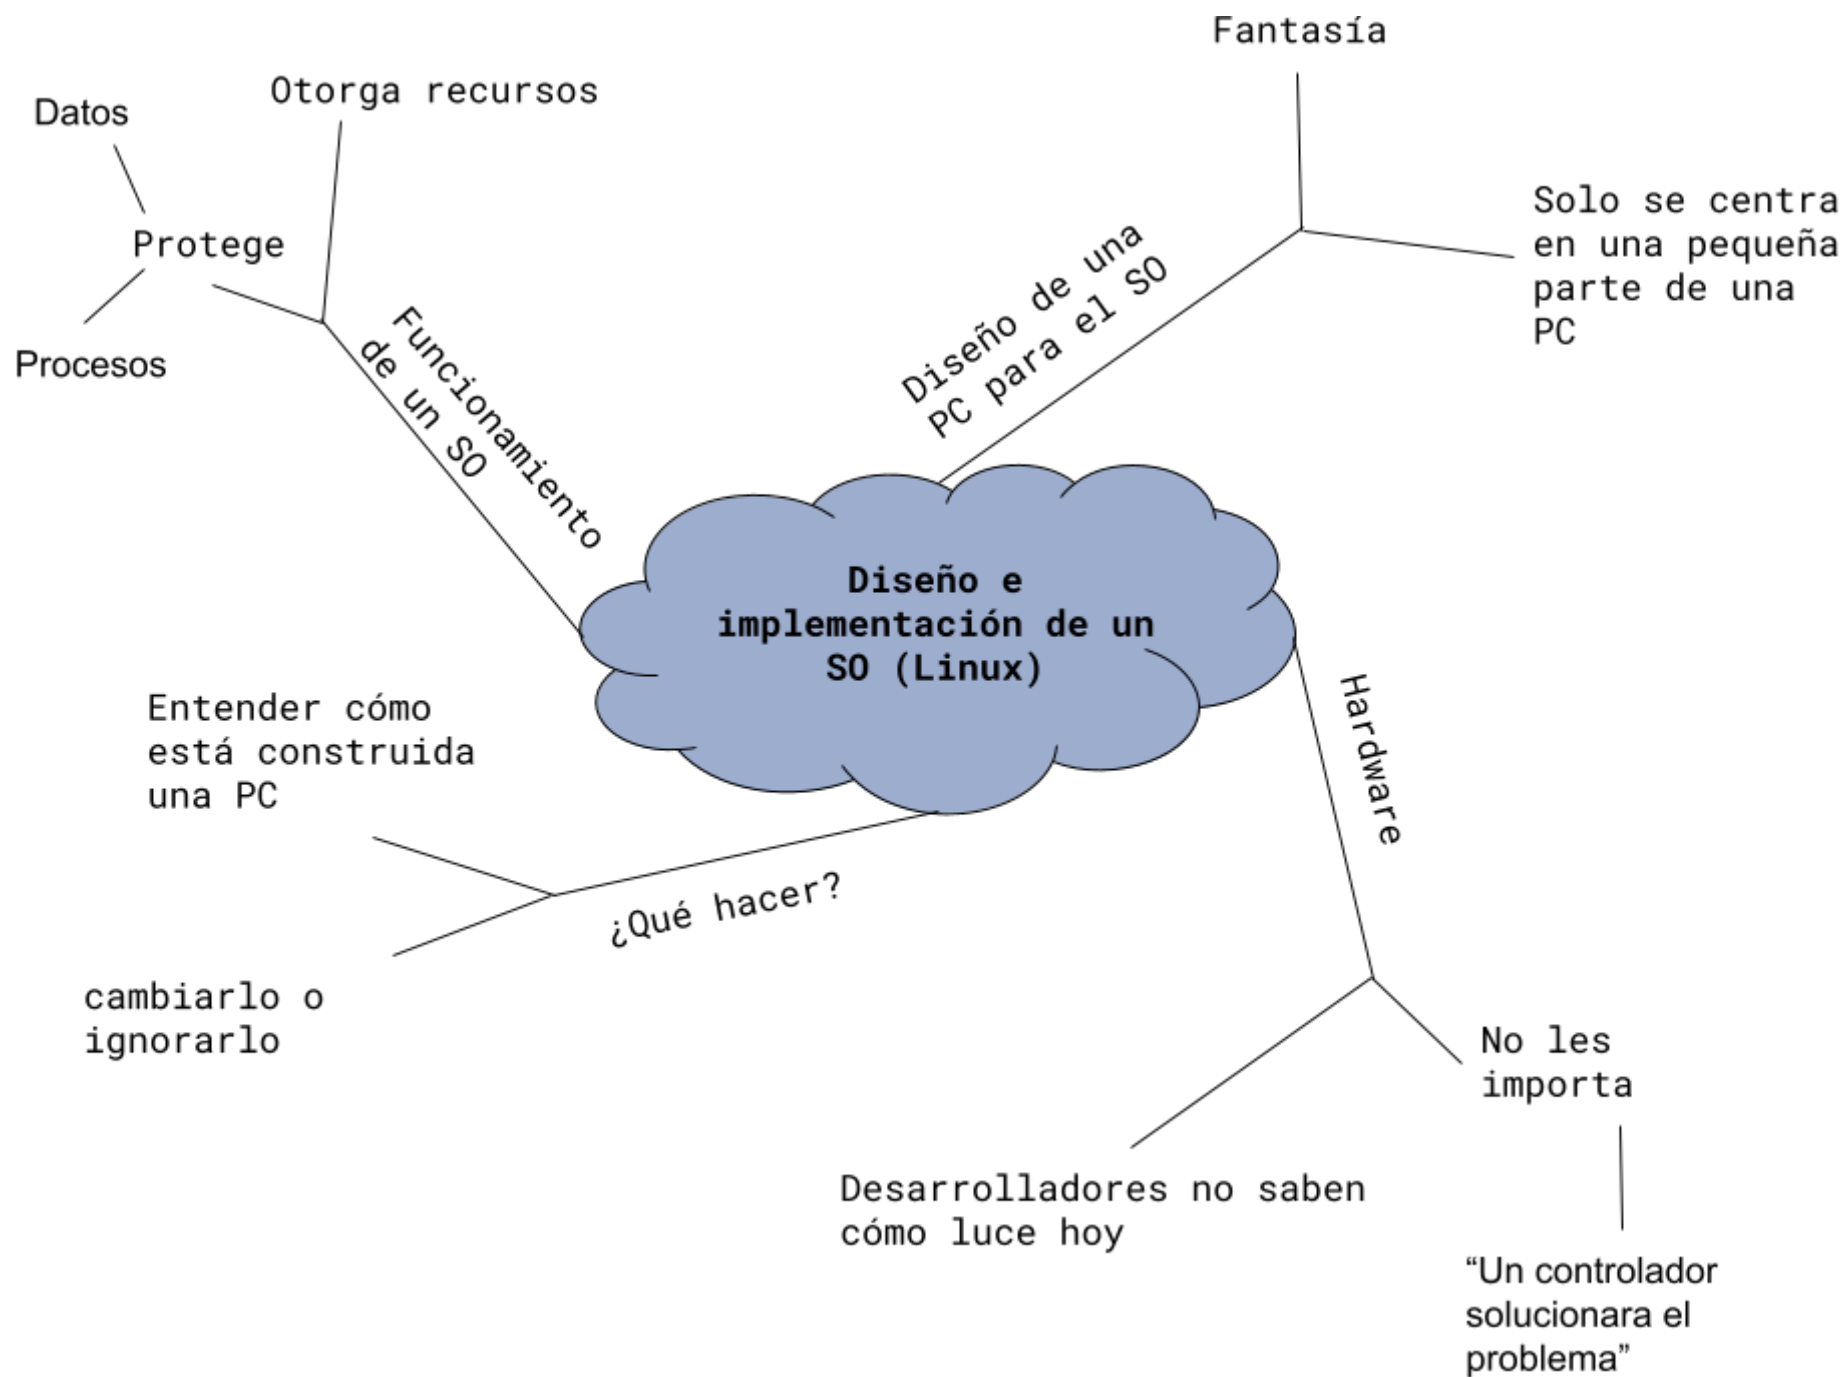 Fantasía
Otorga recursos
Datos
Solo se centra
en una pequeña
parte de una
PC
Protege
Procesos
Diseño de una
PC para el SO
Funcionamiento
de un SO
Diseño e
implementación de un
SO (Linux)
Hardware
Entender cómo
está construida
una PC
¿Qué hacer?
cambiarlo o
ignorarlo
No les
importa
Desarrolladores no saben
cómo luce hoy
“Un controlador
solucionara el
problema”